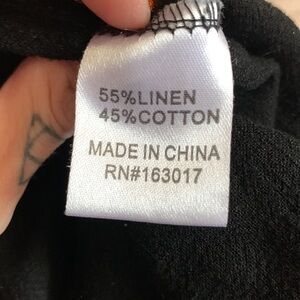 55%LINEN
45%COTTON
MADE IN CHINA
RN#163017